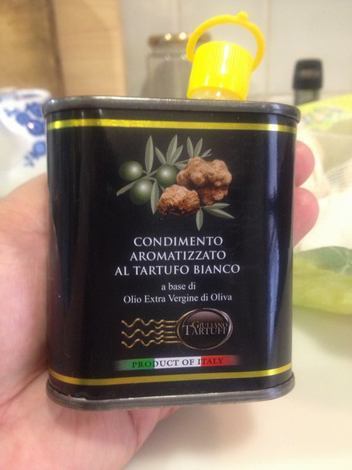 CONDIMENTO
AROMATIZZATO
AL TARTUFO BIANCO
a base di
Olio Extra Vergine di Oliva
GIULIANO
TARTUFI
PRODUCT OF ITALY